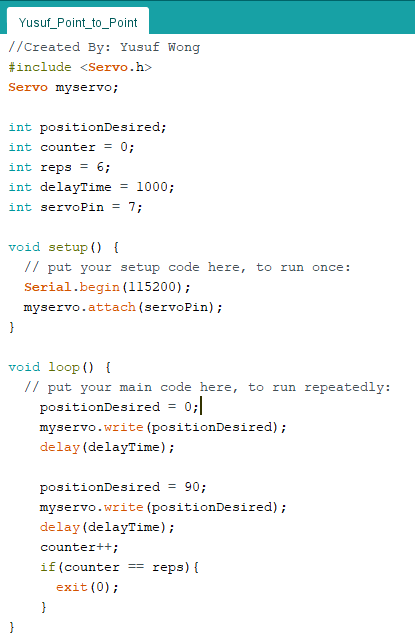 Yusuf_Point_to_Point
//Created By: Yusuf Wong
#include <Servo.h>
Servo myservo;

int positionDesired;
int counter = 0;
int reps = 6;
int delayTime = 1000;
int servoPin = 7;

void setup() {
  // put your setup code here, to run once:
  Serial.begin(115200);
  myservo.attach(servoPin);
}

void loop() {
  // put your main code here, to run repeatedly:
    positionDesired = 0;
    myservo.write(positionDesired);
    delay(delayTime);

    positionDesired = 90;
    myservo.write(positionDesired);
    delay(delayTime);
    counter++;
    if(counter == reps){
      exit(0);
    }
}